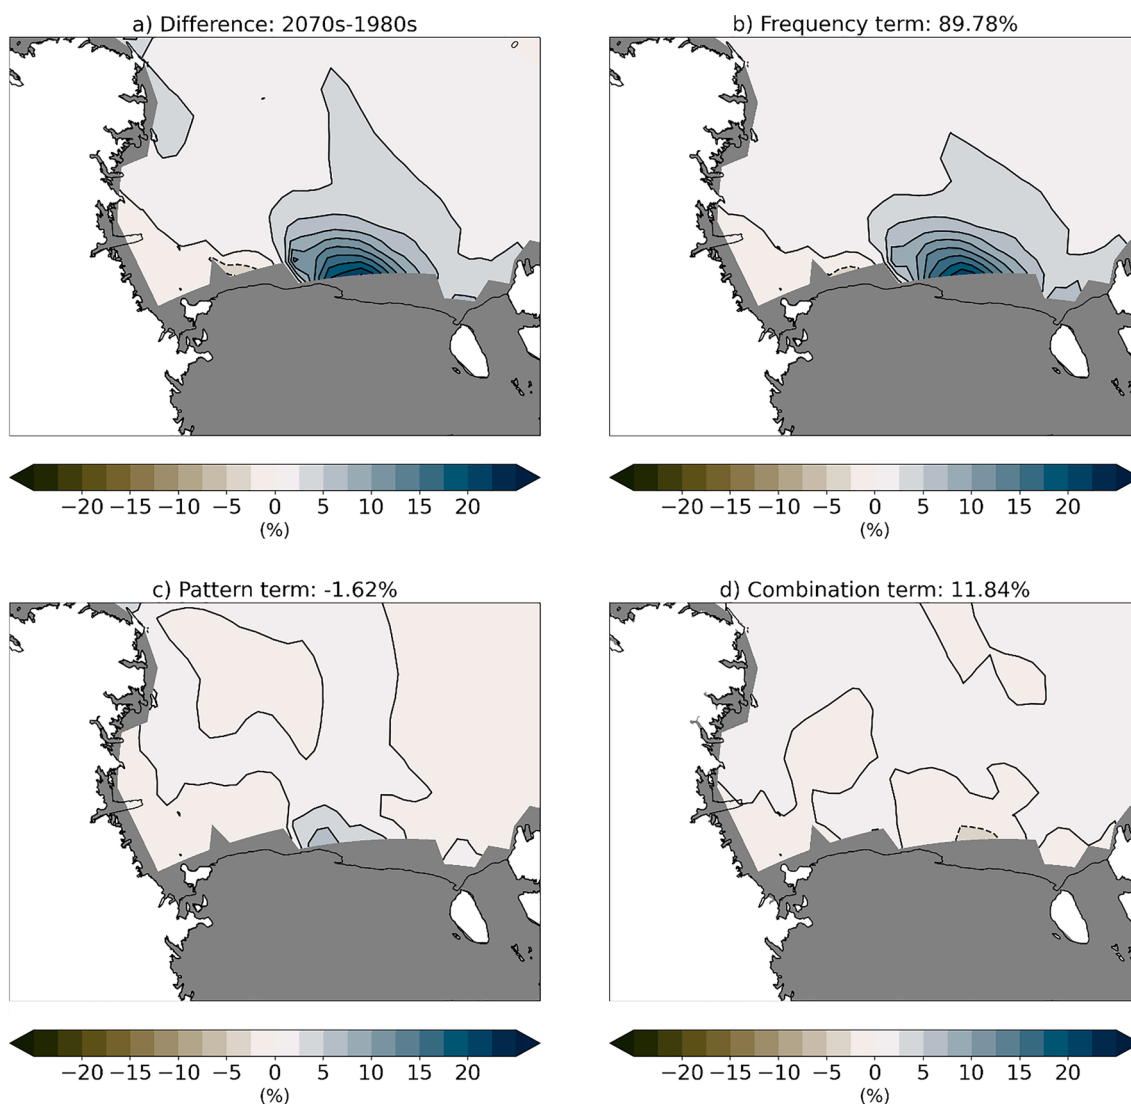 a) Difference: 2070s-1980s
b) Frequency term: 89.78%
−20 −15 −10 −5 0 5 10 15 20
(%)
−20 −15 −10 −5 0 5 10 15 20
(%)
c) Pattern term: -1.62%
d) Combination term: 11.84%
−20 −15 −10 −5 0 5 10 15 20
(%)
−20 −15 −10 −5 0 5 10 15 20
(%)